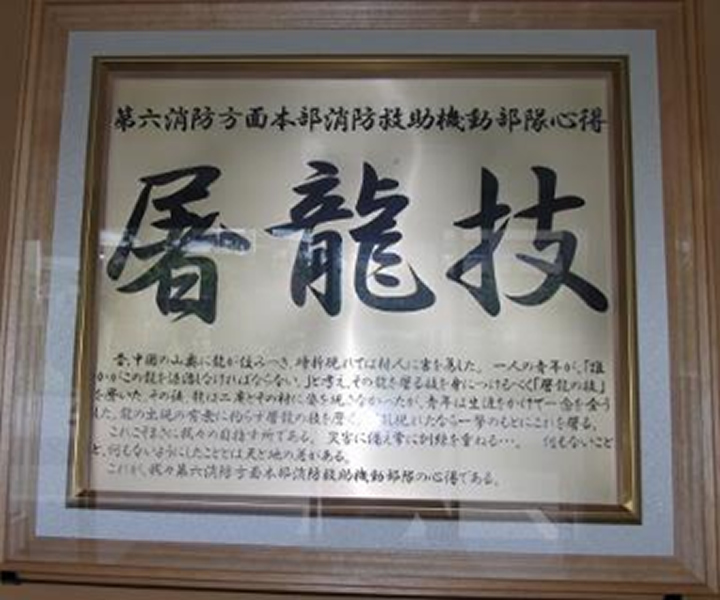 第六消防方面本部消防救助機動部隊心得
屠龍技
昔、中国の山奥に龍が住みつき、時折現れては村人に害を為した。 一人の青年が、「誰
かがこの龍を退治しなければならない。」と考え、その龍を屠る技を身につけるべく「屠龍の技」
を磨いた。その後、龍は二度とその村に姿を現さなかったが、青年は生涯をかけて一念を全う
した。龍の出現の有無に拘らず屠龍の技を磨く。 龍現れたなら一撃のもとにこれを屠る。
これこそまさに我々の目指す所である。 災害に備え常に訓練を重ねる…。 何もないこと
と、何もないようにしたこととは天と地の差がある。
これが、我々第六消防方面本部消防救助機動部隊の心得である。